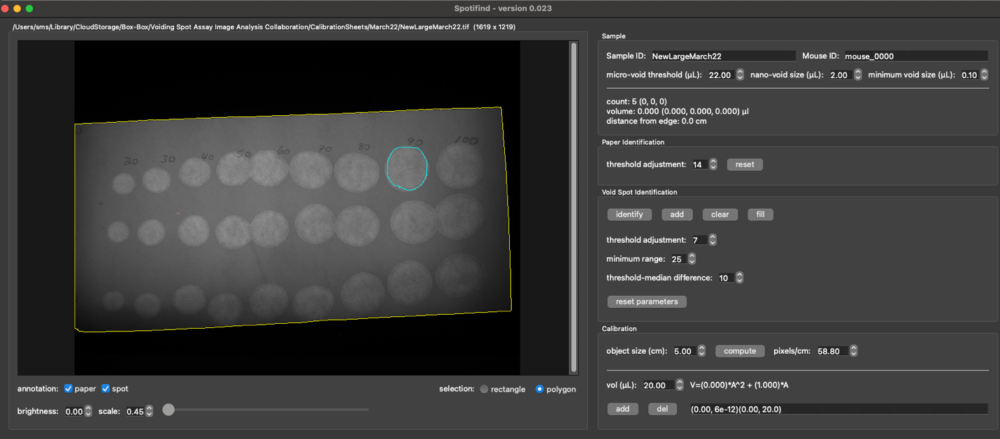 Spotifind - version 0.023
/Users/sms/Library/CloudStorage/Box-Box/Voiding Spot Assay Image Analysis Collaboration/CalibrationSheets/March22/NewLargeMarch22.tif (1619 x 1219)
20 30 40 50 60 70 80 90 100
annotation: paper spot
selection: rectangle polygon
brightness: 0.00 scale: 0.45
Sample
Sample ID: NewLargeMarch22 Mouse ID: mouse_0000
micro-void threshold (µL): 22.00 nano-void size (µL): 2.00 minimum void size (µL): 0.10
count: 5 (0, 0, 0)
volume: 0.000 (0.000, 0.000, 0.000) µl
distance from edge: 0.0 cm
Paper Identification
threshold adjustment: 14 reset
Void Spot Identification
identify add clear fill
threshold adjustment: 7
minimum range: 25
threshold-median difference: 10
reset parameters
Calibration
object size (cm): 5.00 compute pixels/cm: 58.80
vol (µL): 20.00 V=(0.000)*A^2 + (1.000)*A
add del (0.00, 6e-12)(0.00, 20.0)